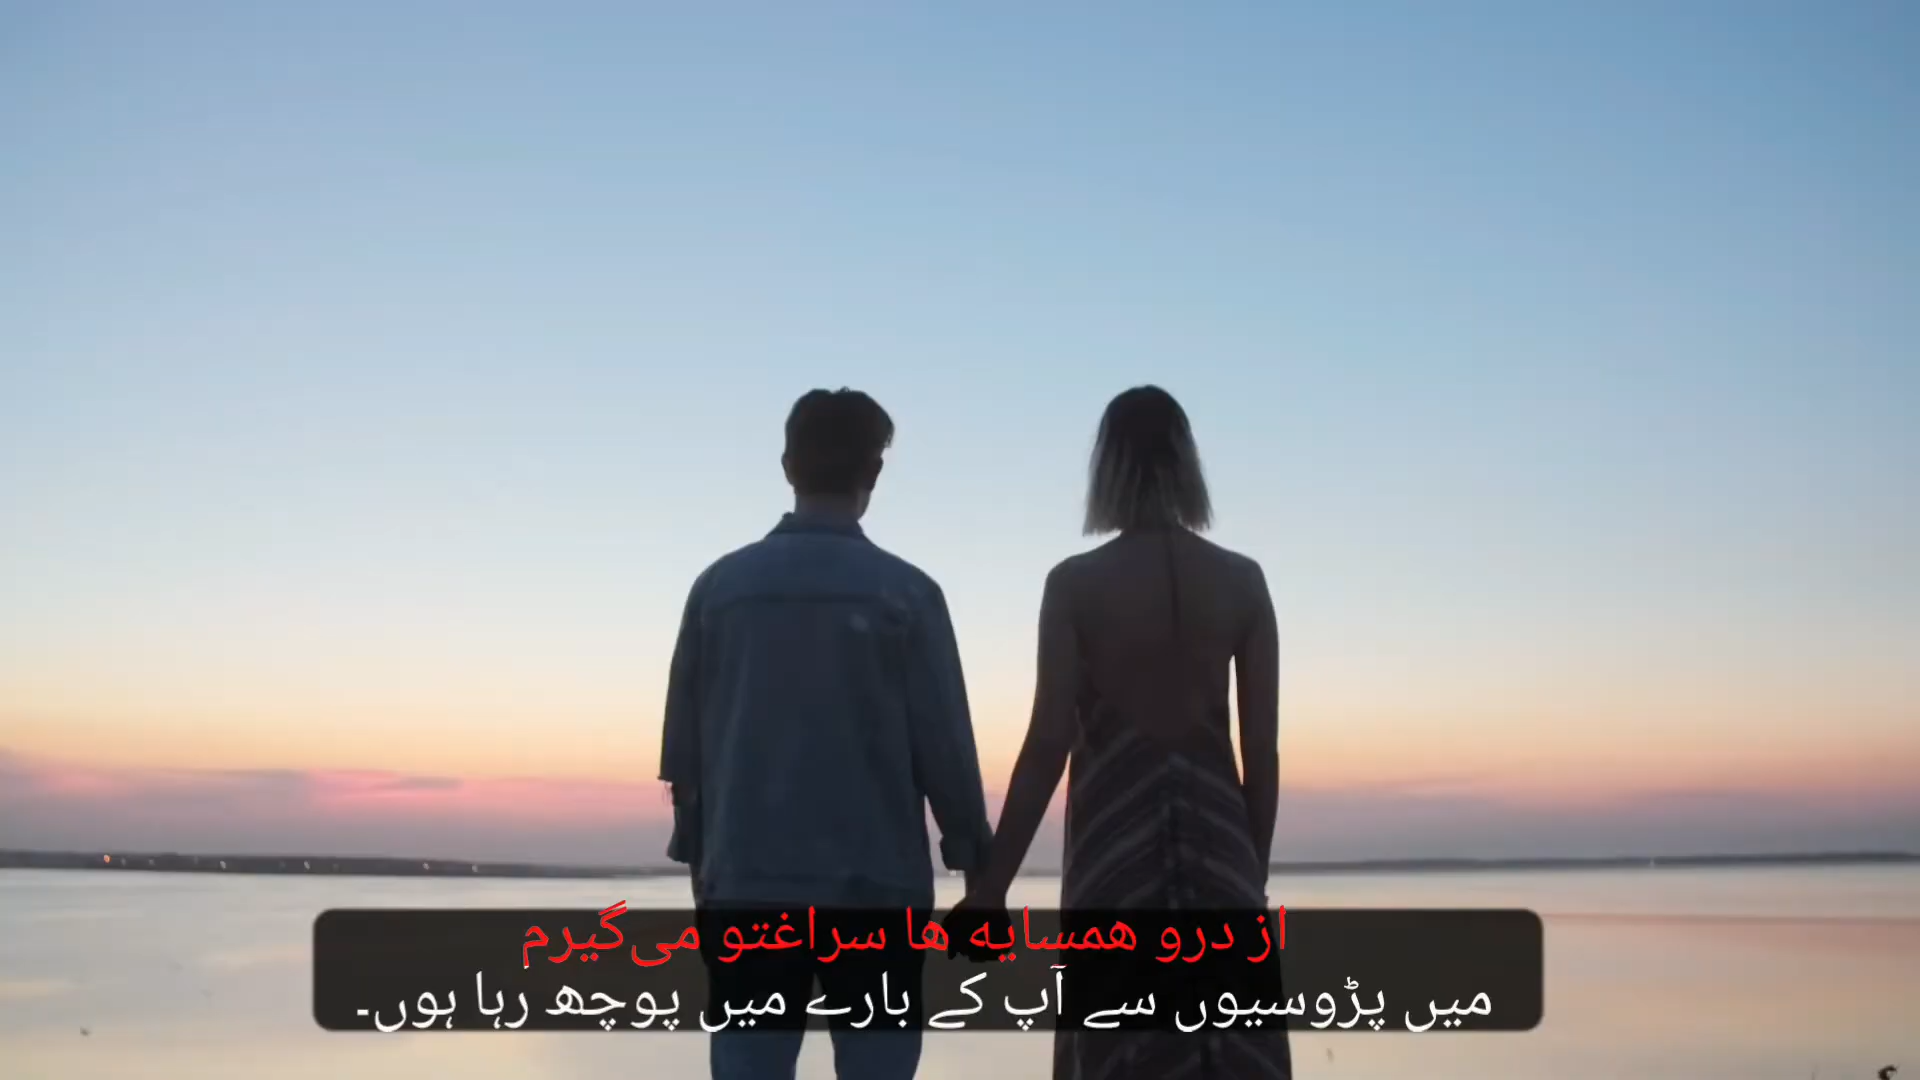 از درو همسایه ها سراغتو می‌گیرم
میں پڑوسیوں سے آپ کے بارے میں پوچھ رہا ہوں۔